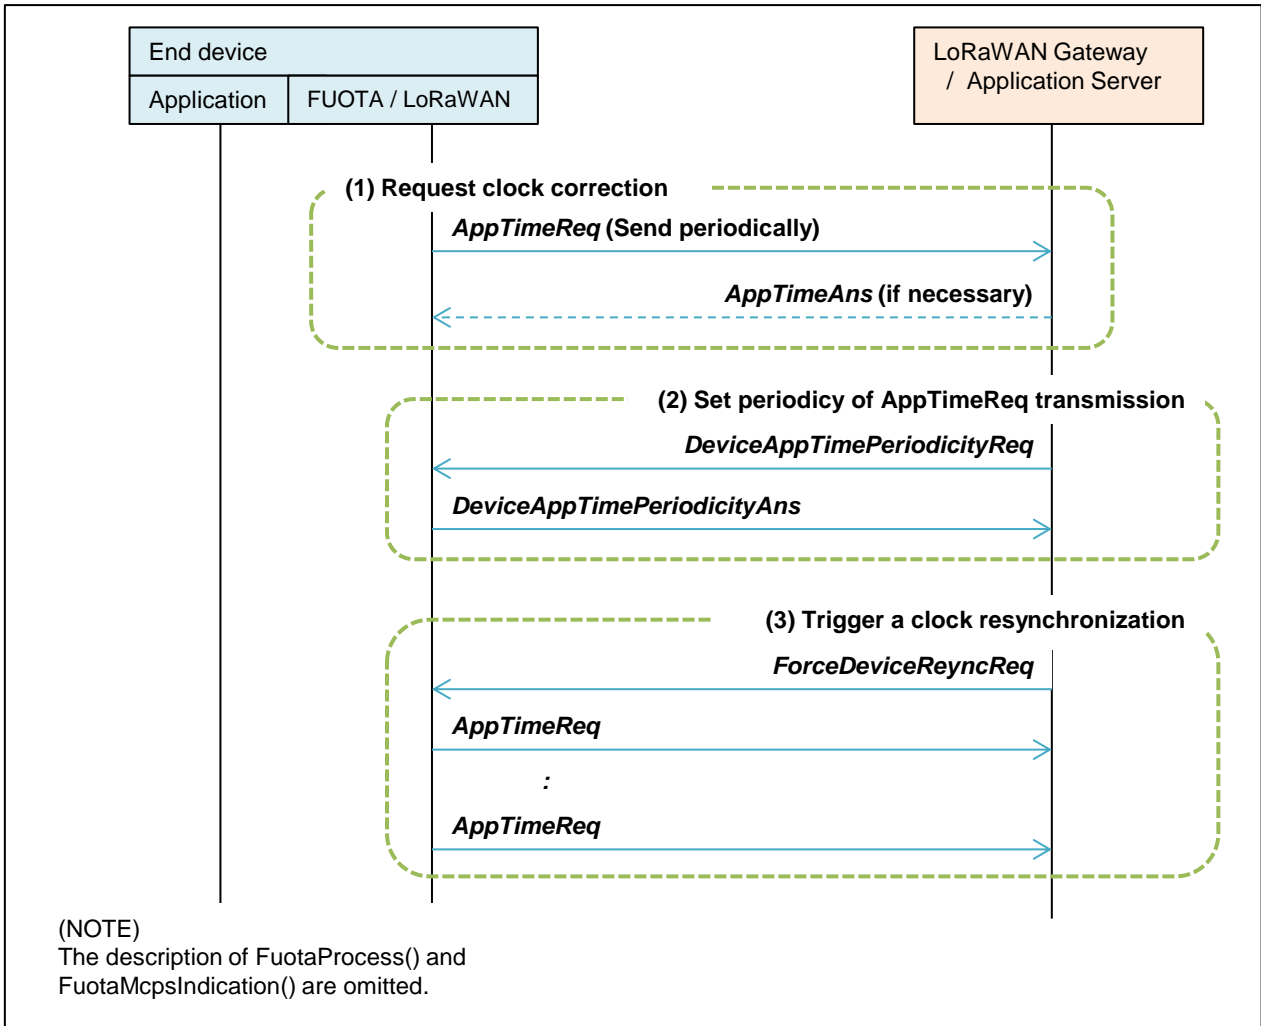 End device
Application
FUOTA / LoRaWAN
LoRaWAN Gateway
/ Application Server
(1) Request clock correction
AppTimeReq (Send periodically)
AppTimeAns (if necessary)
(2) Set periodicy of AppTimeReq transmission
DeviceAppTimePeriodicityReq
DeviceAppTimePeriodicityAns
(3) Trigger a clock resynchronization
ForceDeviceReyncReq
AppTimeReq
:
AppTimeReq
(NOTE)
The description of FuotaProcess() and
FuotaMcpsIndication() are omitted.